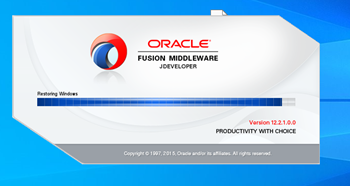 ORACLE
FUSION MIDDLEWARE
JDEVELOPER
Restoring Windows
Version 12.2.1.0.0
PRODUCTIVITY WITH CHOICE
Copyright © 1997, 2015, Oracle and/or its affiliates. All rights reserved.